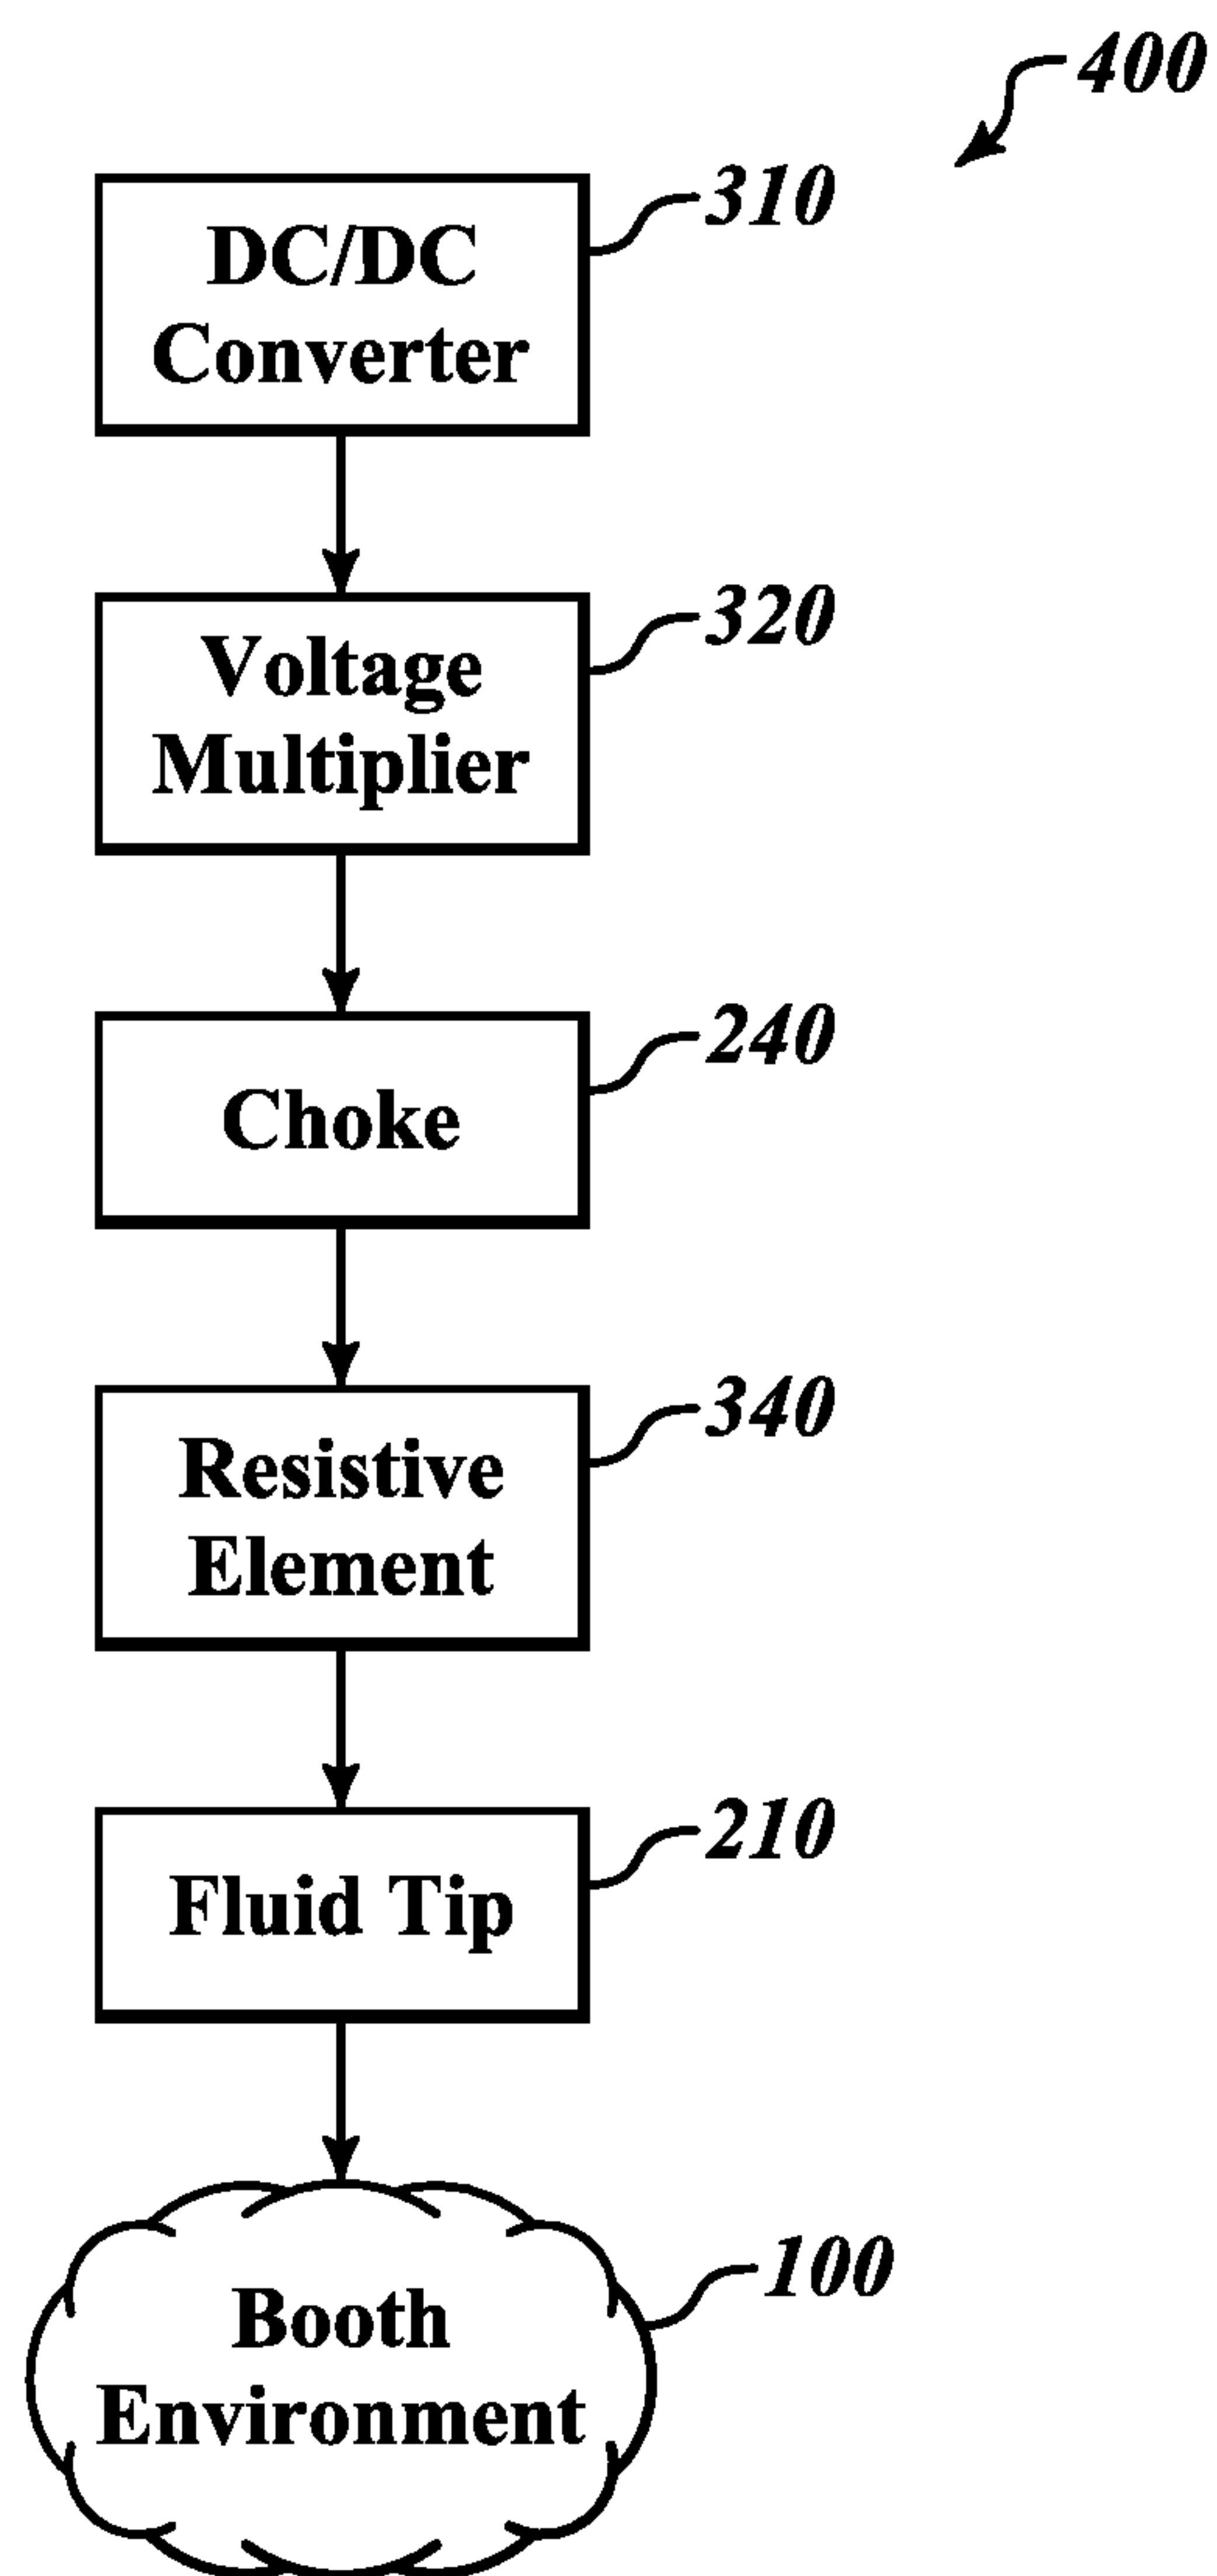 400
310
DC/DC
Converter
320
Voltage
Multiplier
240
Choke
340
Resistive
Element
210
Fluid Tip
100
Booth
Environment